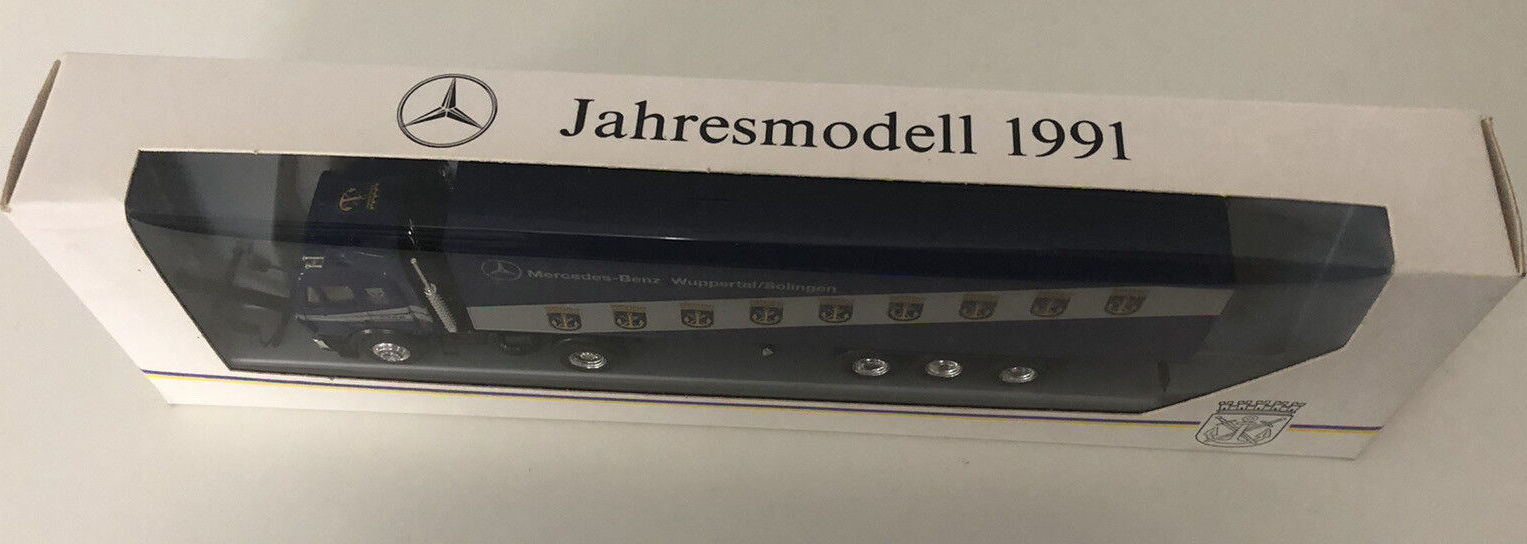 Jahresmodell 1991
Mercedes-Benz Wuppertal/Solingen